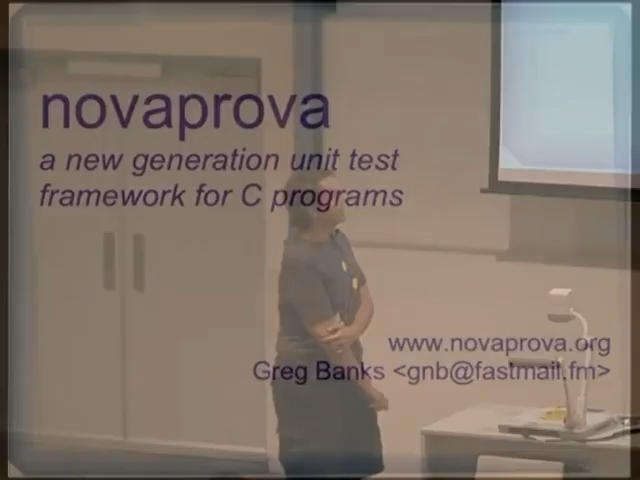 novaprova
a new generation unit test
framework for C programs
www.novaprova.org
Greg Banks <gnb@fastmail.fm>